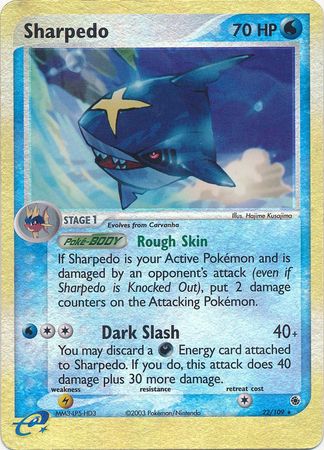 Sharpedo 70 HP
Illus. Hajime Kusajima
STAGE 1 Evolves from Carvanha
Poké-BODY Rough Skin
If Sharpedo is your Active Pokémon and is
damaged by an opponent's attack (even if
Sharpedo is Knocked Out), put 2 damage
counters on the Attacking Pokémon.
Dark Slash 40+
You may discard a Energy card attached
to Sharpedo. If you do, this attack does 40
damage plus 30 more damage.
weakness resistance retreat cost
e
©2003 Pokémon/Nintendo 22/109